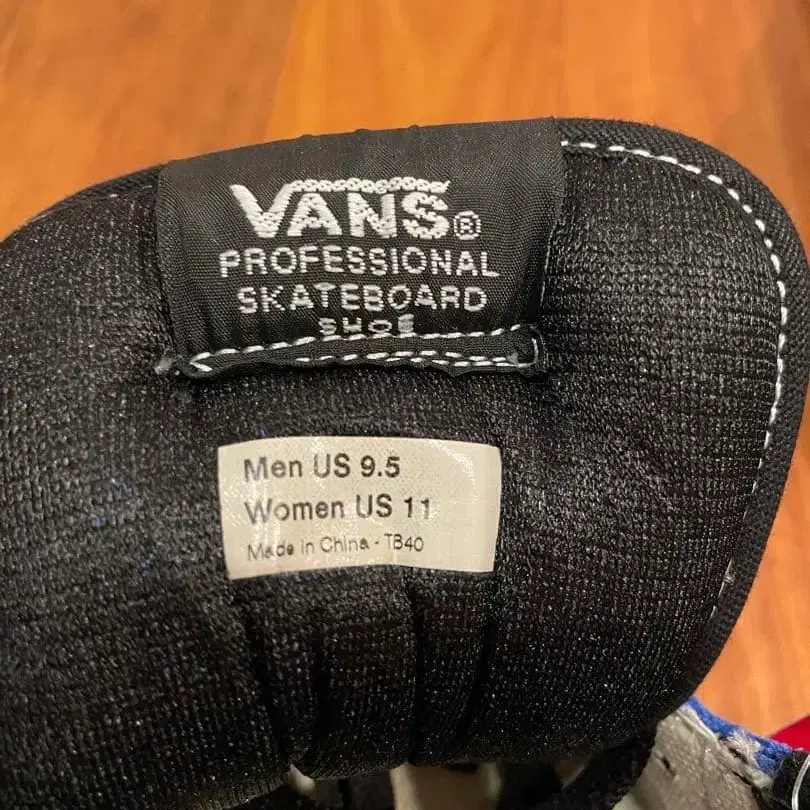 VANS®
PROFESSIONAL
SKATEBOARD
SHOE
Men US 9.5
Women US 11
Made in China - TB40